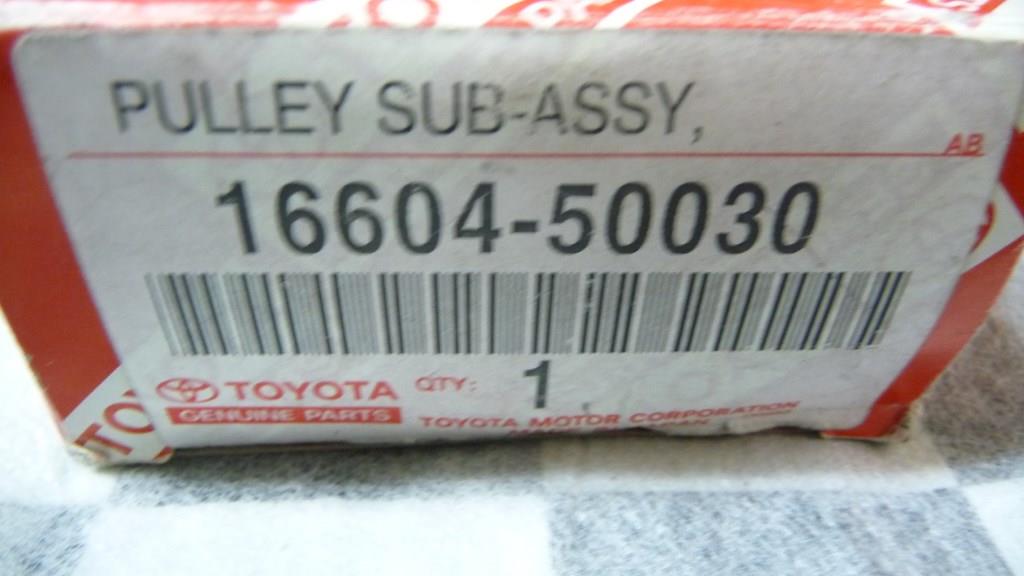 PULLEY SUB-ASSY,
AB
16604-50030
TOYOTA QTY: 1
GENUINE PARTS
TOYOTA MOTOR CORPORATION